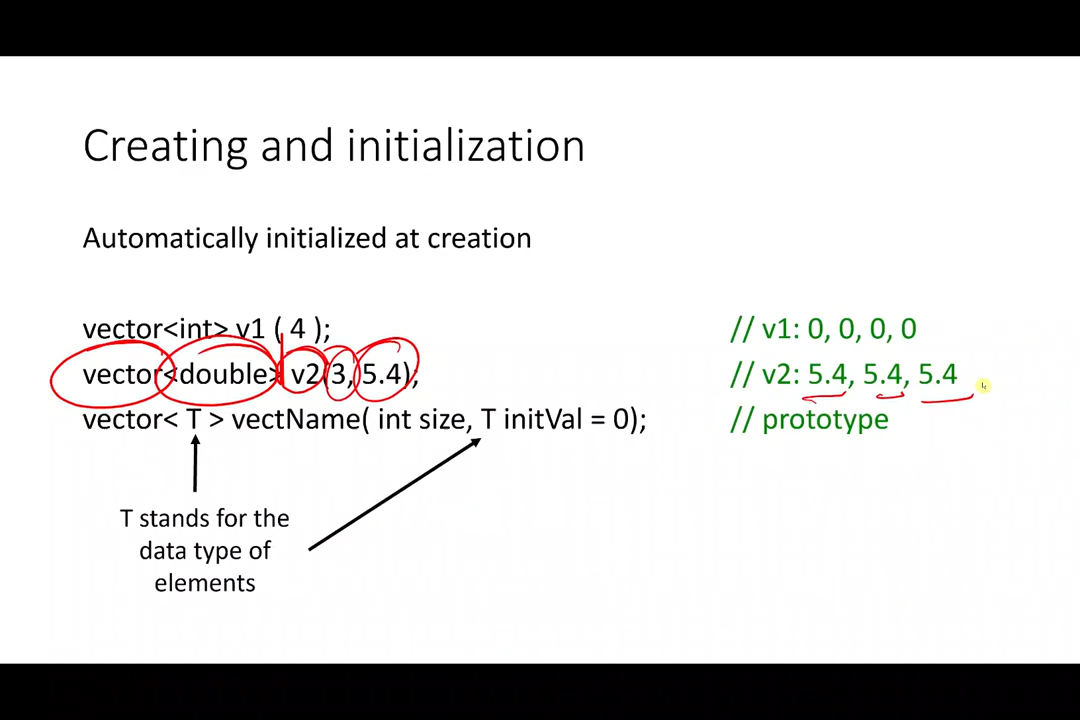 Creating and initialization
Automatically initialized at creation
vector<int> v1 ( 4 ); // v1: 0, 0, 0, 0
vector<double> v2(3, 5.4); // v2: 5.4, 5.4, 5.4
vector< T > vectName( int size, T initVal = 0); // prototype
T stands for the
data type of
elements